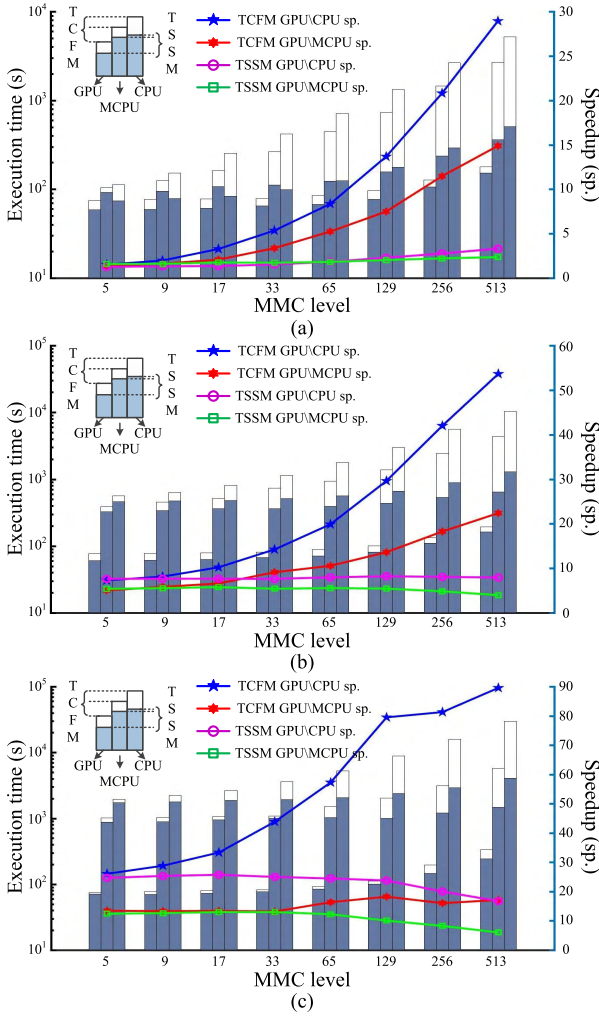 10^4
30
T
C
F
M
T
S
S
M
GPU
MCPU
CPU
TCFM GPU\CPU sp.
TCFM GPU\MCPU sp.
TSSM GPU\CPU sp.
TSSM GPU\MCPU sp.
Execution time (s)
10^3
10^2
10^1
25
20
15
10
5
0
Speedup (sp.)
5 9 17 33 65 129 256 513
MMC level
(a)
10^5
60
T
C
F
M
T
S
S
M
GPU
MCPU
CPU
TCFM GPU\CPU sp.
TCFM GPU\MCPU sp.
TSSM GPU\CPU sp.
TSSM GPU\MCPU sp.
Execution time (s)
10^4
10^3
10^2
10^1
50
40
30
20
10
0
Speedup (sp.)
5 9 17 33 65 129 256 513
MMC level
(b)
10^5
90
T
C
F
M
T
S
S
M
GPU
MCPU
CPU
TCFM GPU\CPU sp.
TCFM GPU\MCPU sp.
TSSM GPU\CPU sp.
TSSM GPU\MCPU sp.
Execution time (s)
10^4
10^3
10^2
10^1
80
70
60
50
40
30
20
10
0
Speedup (sp.)
5 9 17 33 65 129 256 513
MMC level
(c)